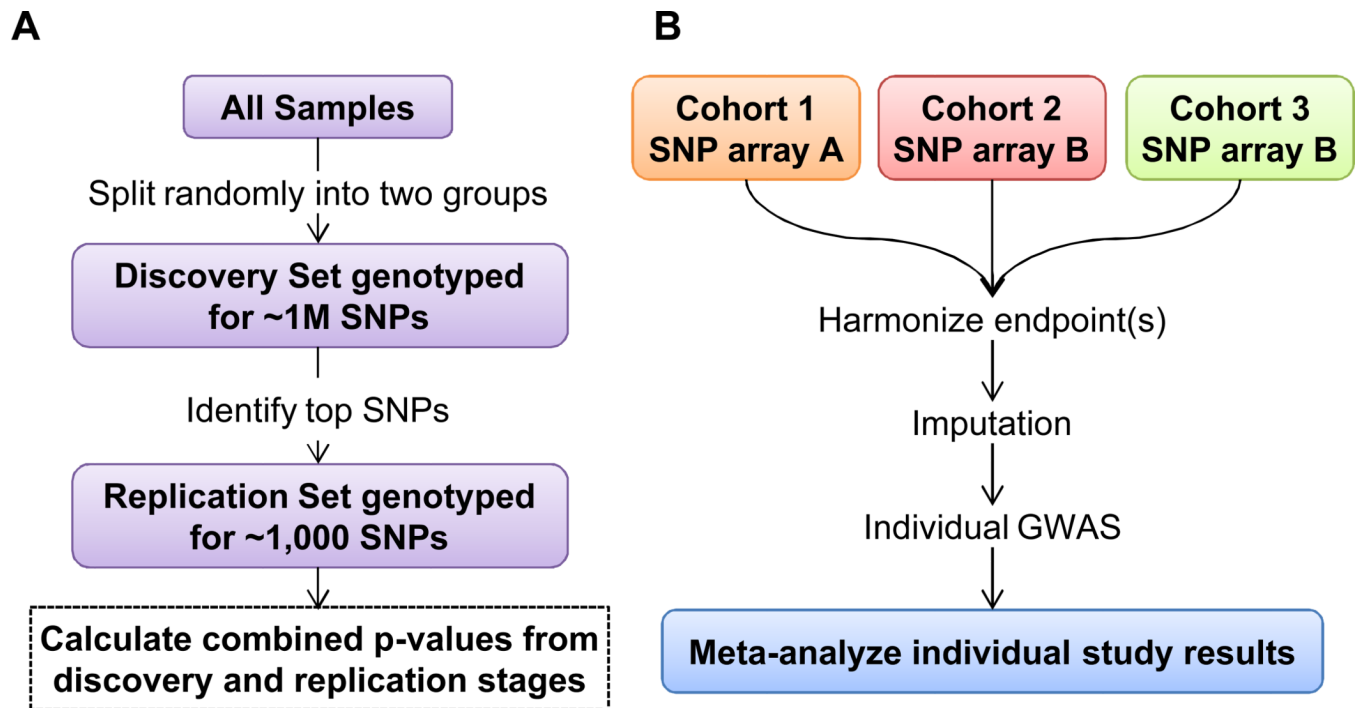 A
All Samples
Split randomly into two groups
Discovery Set genotyped
for ~1M SNPs
Identify top SNPs
Replication Set genotyped
for ~1,000 SNPs
Calculate combined p-values from
discovery and replication stages
B
Cohort 1
SNP array A
Cohort 2
SNP array B
Cohort 3
SNP array B
Harmonize endpoint(s)
Imputation
Individual GWAS
Meta-analyze individual study results